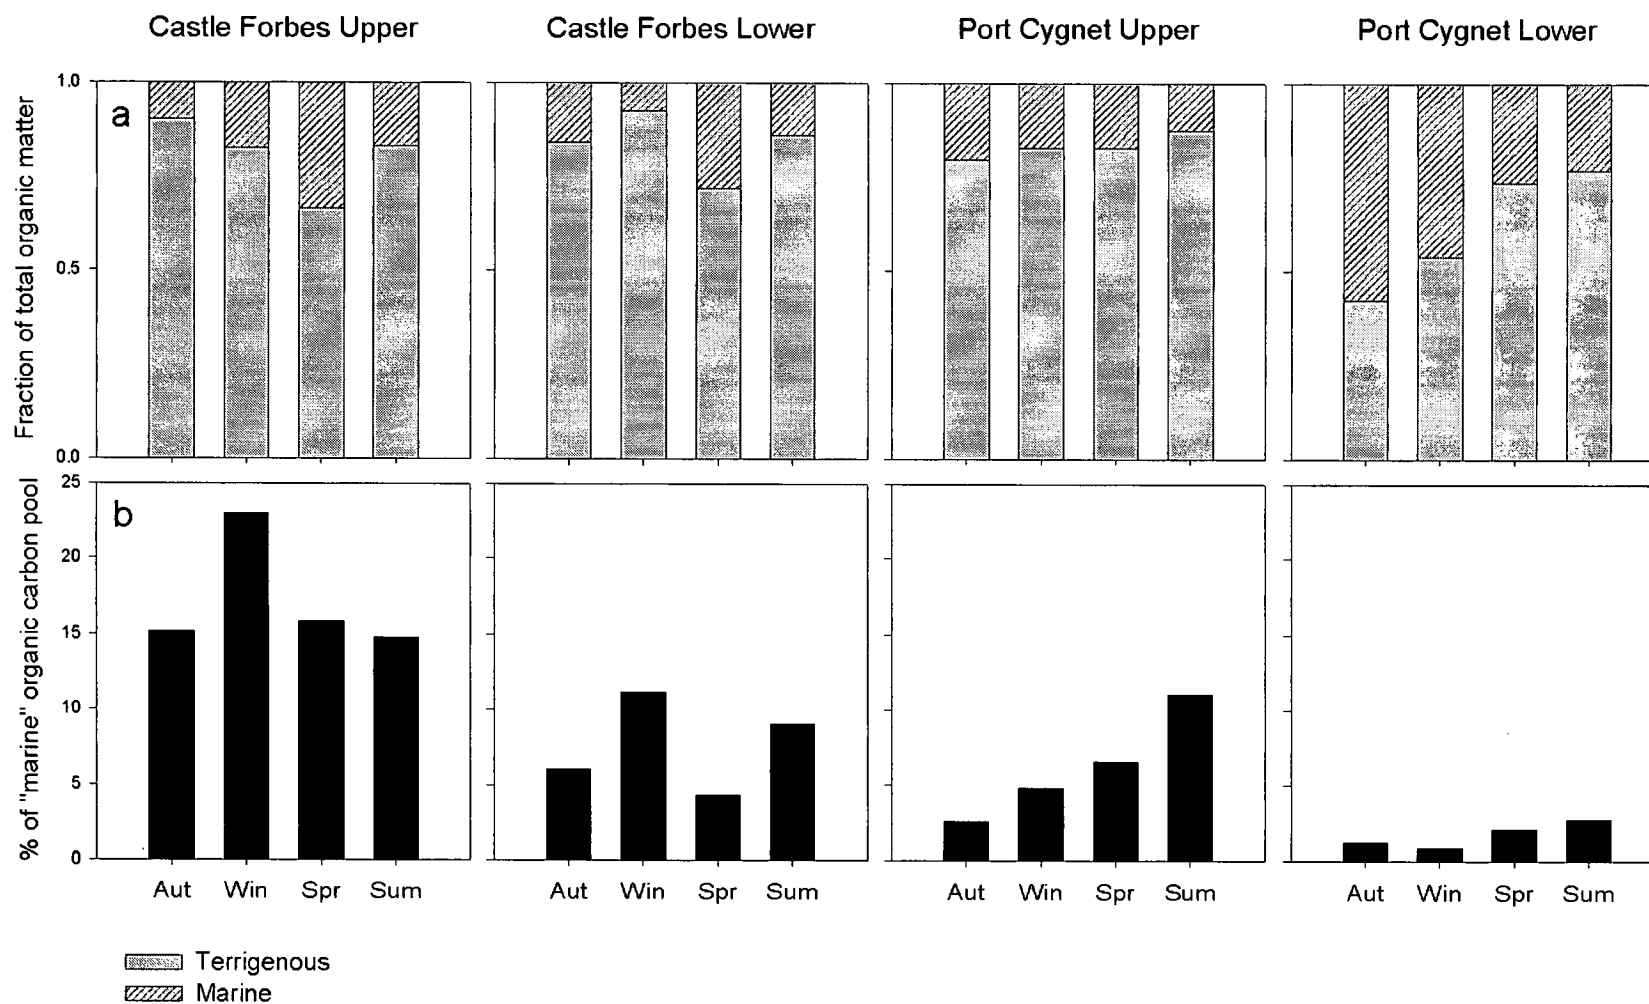 Castle Forbes Upper Castle Forbes Lower Port Cygnet Upper Port Cygnet Lower
Fraction of total organic matter
1.0
0.5
0.0
a
% of "marine" organic carbon pool
25
20
15
10
5
0
b
Aut Win Spr Sum Aut Win Spr Sum Aut Win Spr Sum Aut Win Spr Sum
Terrigenous
Marine